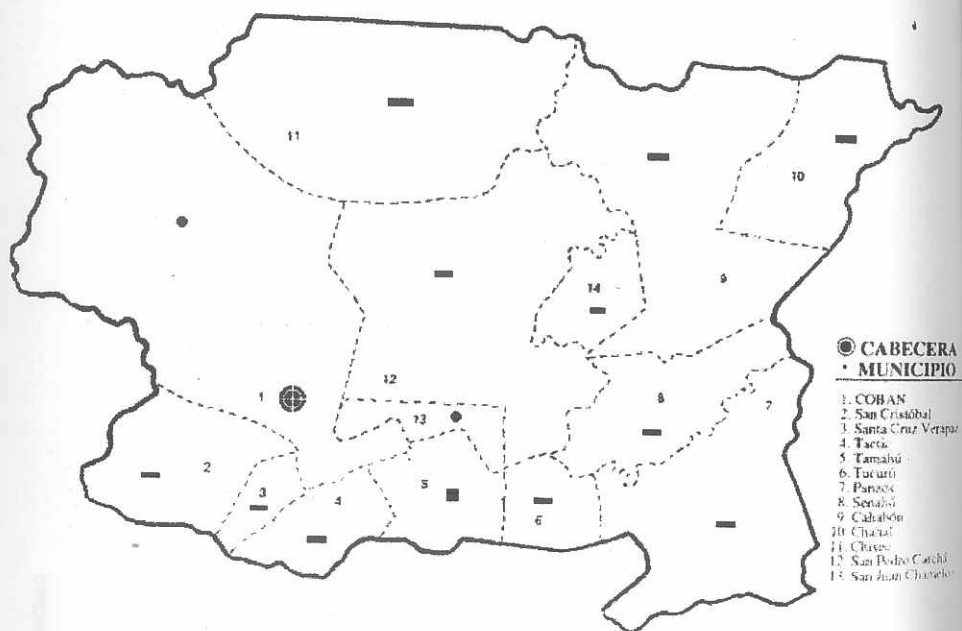 11
10
14
9
12
1
13
8
7
2
3
4
5
6
CABECERA
MUNICIPIO
1. COBAN
2. San Cristóbal
3. Santa Cruz Verapaz
4. Tactic
5. Tamahú
6. Tucurú
7. Panzos
8. Senahú
9. Cahabón
10. Chahal
11. Chisec
12. San Pedro Carchá
13. San Juan Chamelco